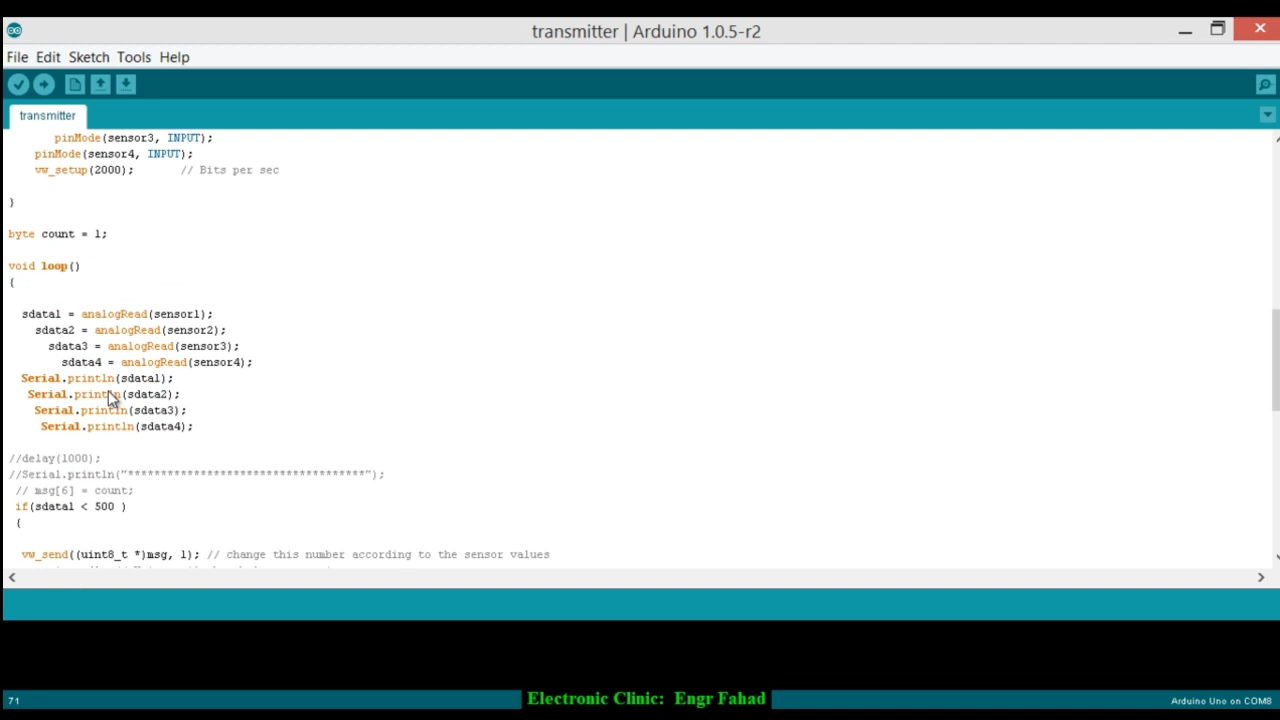 transmitter | Arduino 1.0.5-r2
File Edit Sketch Tools Help
transmitter
pinMode(sensor3, INPUT);
pinMode(sensor4, INPUT);
vw_setup(2000); // Bits per sec
}
byte count = 1;
void loop()
{
sdata1 = analogRead(sensor1);
sdata2 = analogRead(sensor2);
sdata3 = analogRead(sensor3);
sdata4 = analogRead(sensor4);
Serial.println(sdata1);
Serial.println(sdata2);
Serial.println(sdata3);
Serial.println(sdata4);
//delay(1000);
//Serial.println("************************************");
// msg[6] = count;
if(sdata1 < 500 )
{
vw_send((uint8_t *)msg, 1); // change this number according to the sensor values
71
Electronic Clinic: Engr Fahad
Arduino Uno on COM8